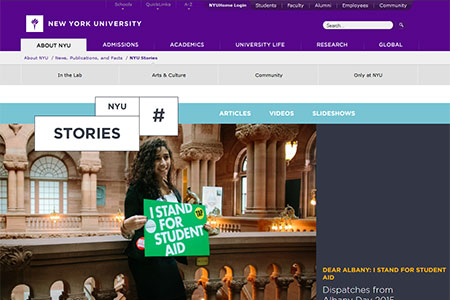 Schools QuickLinks A-Z NYUHome Login Students Faculty Alumni Employees Community
NEW YORK UNIVERSITY
Search...
ABOUT NYU ADMISSIONS ACADEMICS UNIVERSITY LIFE RESEARCH GLOBAL
About NYU / News, Publications, and Facts / NYU Stories
In the Lab Arts & Culture Community Only at NYU
NYU #
STORIES
ARTICLES VIDEOS SLIDESHOWS
I STAND
FOR
STUDENT
AID
DEAR ALBANY: I STAND FOR STUDENT
AID
Dispatches from
Albany Day 2015